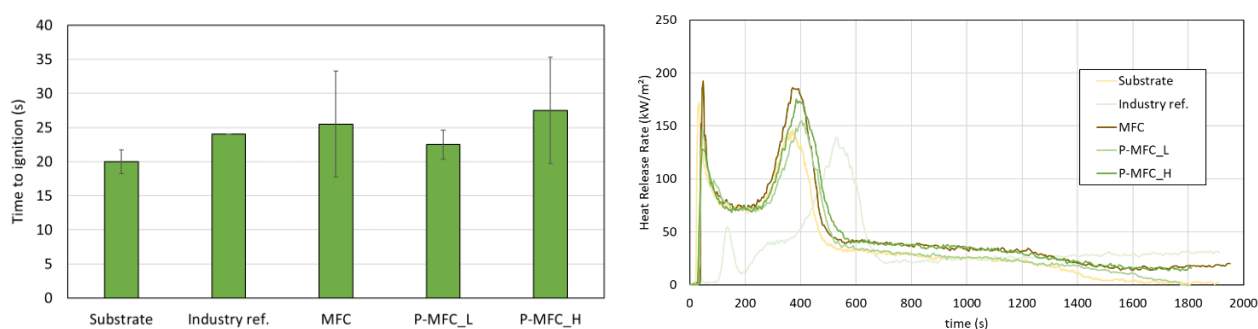 Time to ignition (s)
40
35
30
25
20
15
10
5
0
Substrate
Industry ref.
MFC
P-MFC_L
P-MFC_H
Heat Release Rate (kW/m²)
250
200
150
100
50
0
0
200
400
600
800
1000
1200
1400
1600
1800
2000
time (s)
Substrate
Industry ref.
MFC
P-MFC_L
P-MFC_H